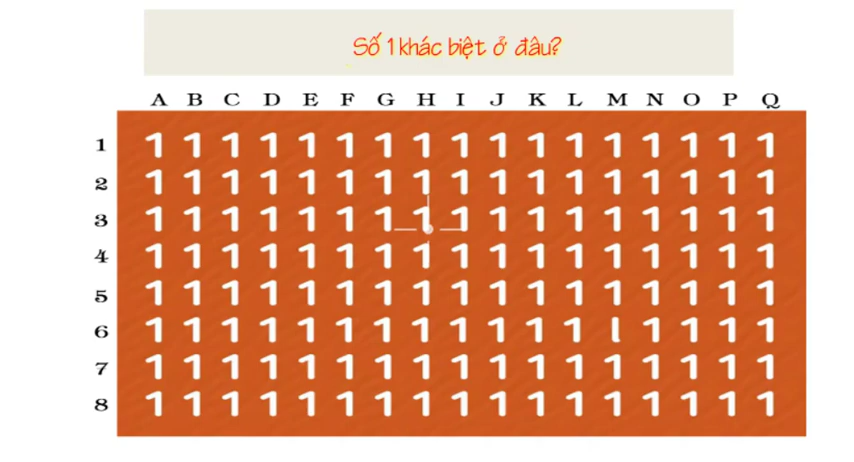 Số 1 khác biệt ở đâu?
A B C D E F G H I J K L M N O P Q
1 1 1 1 1 1 1 1 1 1 1 1 1 1 1 1 1 1
2 1 1 1 1 1 1 1 1 1 1 1 1 1 1 1 1 1
3 1 1 1 1 1 1 1 1 1 1 1 1 1 1 1 1 1
4 1 1 1 1 1 1 1 1 1 1 1 1 1 1 1 1 1
5 1 1 1 1 1 1 1 1 1 1 1 1 1 1 1 1 1
6 1 1 1 1 1 1 1 1 1 1 1 1 l 1 1 1 1
7 1 1 1 1 1 1 1 1 1 1 1 1 1 1 1 1 1
8 1 1 1 1 1 1 1 1 1 1 1 1 1 1 1 1 1